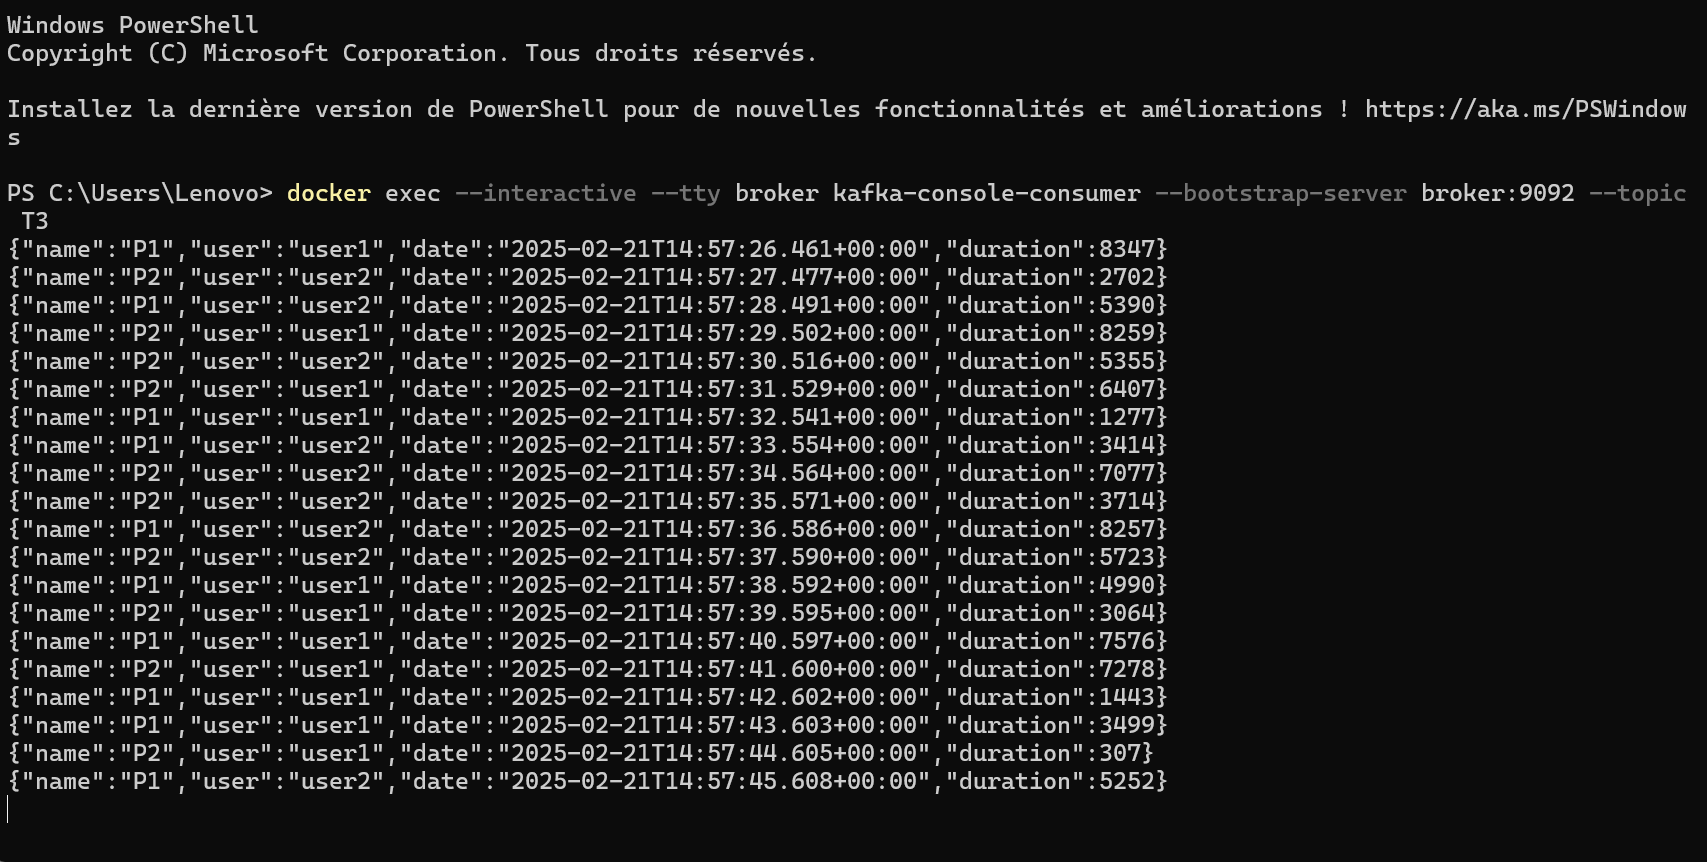 Windows PowerShell
Copyright (C) Microsoft Corporation. Tous droits réservés.
Installez la dernière version de PowerShell pour de nouvelles fonctionnalités et améliorations ! https://aka.ms/PSWindow
s
PS C:\Users\Lenovo> docker exec --interactive --tty broker kafka-console-consumer --bootstrap-server broker:9092 --topic
 T3
{"name":"P1","user":"user1","date":"2025-02-21T14:57:26.461+00:00","duration":8347}
{"name":"P2","user":"user2","date":"2025-02-21T14:57:27.477+00:00","duration":2702}
{"name":"P1","user":"user2","date":"2025-02-21T14:57:28.491+00:00","duration":5390}
{"name":"P2","user":"user1","date":"2025-02-21T14:57:29.502+00:00","duration":8259}
{"name":"P2","user":"user2","date":"2025-02-21T14:57:30.516+00:00","duration":5355}
{"name":"P2","user":"user1","date":"2025-02-21T14:57:31.529+00:00","duration":6407}
{"name":"P1","user":"user1","date":"2025-02-21T14:57:32.541+00:00","duration":1277}
{"name":"P1","user":"user2","date":"2025-02-21T14:57:33.554+00:00","duration":3414}
{"name":"P2","user":"user2","date":"2025-02-21T14:57:34.564+00:00","duration":7077}
{"name":"P2","user":"user2","date":"2025-02-21T14:57:35.571+00:00","duration":3714}
{"name":"P1","user":"user2","date":"2025-02-21T14:57:36.586+00:00","duration":8257}
{"name":"P2","user":"user2","date":"2025-02-21T14:57:37.590+00:00","duration":5723}
{"name":"P1","user":"user1","date":"2025-02-21T14:57:38.592+00:00","duration":4990}
{"name":"P2","user":"user1","date":"2025-02-21T14:57:39.595+00:00","duration":3064}
{"name":"P1","user":"user1","date":"2025-02-21T14:57:40.597+00:00","duration":7576}
{"name":"P2","user":"user1","date":"2025-02-21T14:57:41.600+00:00","duration":7278}
{"name":"P1","user":"user1","date":"2025-02-21T14:57:42.602+00:00","duration":1443}
{"name":"P1","user":"user1","date":"2025-02-21T14:57:43.603+00:00","duration":3499}
{"name":"P2","user":"user1","date":"2025-02-21T14:57:44.605+00:00","duration":307}
{"name":"P1","user":"user2","date":"2025-02-21T14:57:45.608+00:00","duration":5252}